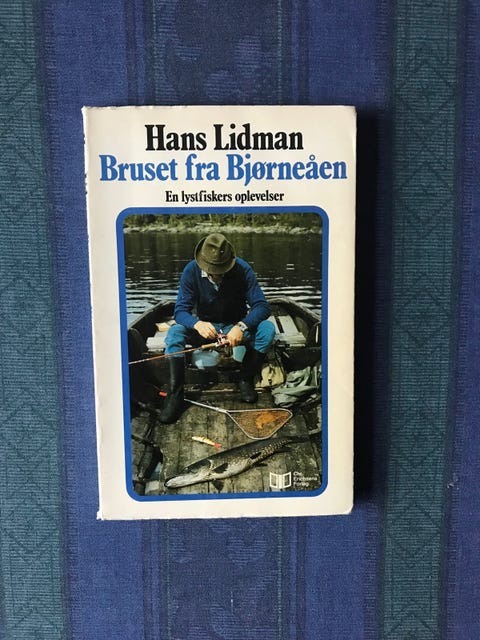 Hans Lidman
Bruset fra Bjørneåen
En lystfiskers oplevelser
Chr.
Erichsens
Forlag